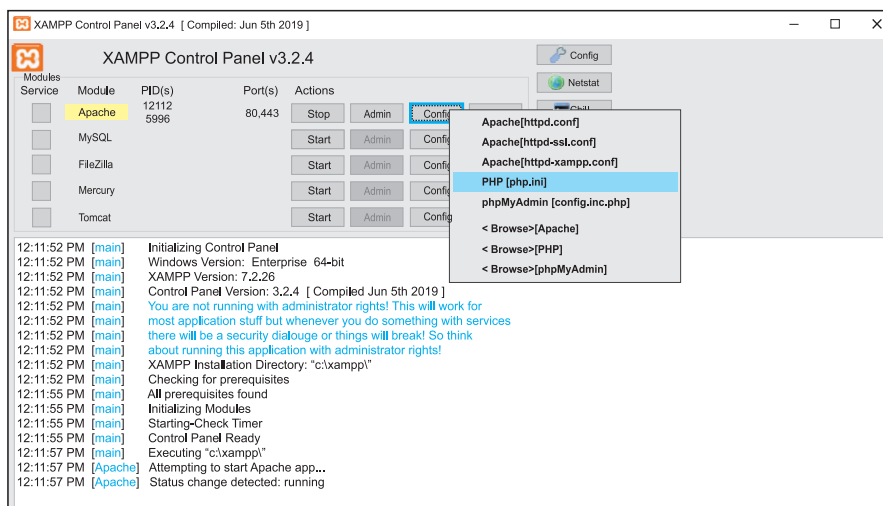 XAMPP Control Panel v3.2.4 [ Compiled: Jun 5th 2019 ]
XAMPP Control Panel v3.2.4
Config
Netstat
Modules
Service Module PID(s) Port(s) Actions
Apache 12112 5996 80,443 Stop Admin Config
MySQL Start Admin Config
FileZilla Start Admin Config
Mercury Start Admin Config
Tomcat Start Admin Config
Apache[httpd.conf]
Apache[httpd-ssl.conf]
Apache[httpd-xampp.conf]
PHP [php.ini]
phpMyAdmin [config.inc.php]
< Browse>[Apache]
< Browse>[PHP]
< Browse>[phpMyAdmin]
12:11:52 PM [main] Initializing Control Panel
12:11:52 PM [main] Windows Version: Enterprise 64-bit
12:11:52 PM [main] XAMPP Version: 7.2.26
12:11:52 PM [main] Control Panel Version: 3.2.4 [ Compiled Jun 5th 2019 ]
12:11:52 PM [main] You are not running with administrator rights! This will work for
12:11:52 PM [main] most application stuff but whenever you do something with services
12:11:52 PM [main] there will be a security dialouge or things will break! So think
12:11:52 PM [main] about running this application with administrator rights!
12:11:52 PM [main] XAMPP Installation Directory: “c:\xampp\”
12:11:52 PM [main] Checking for prerequisites
12:11:55 PM [main] All prerequisites found
12:11:55 PM [main] Initializing Modules
12:11:55 PM [main] Starting-Check Timer
12:11:55 PM [main] Control Panel Ready
12:11:57 PM [main] Executing “c:\xampp\”
12:11:57 PM [Apache] Attempting to start Apache app...
12:11:57 PM [Apache] Status change detected: running